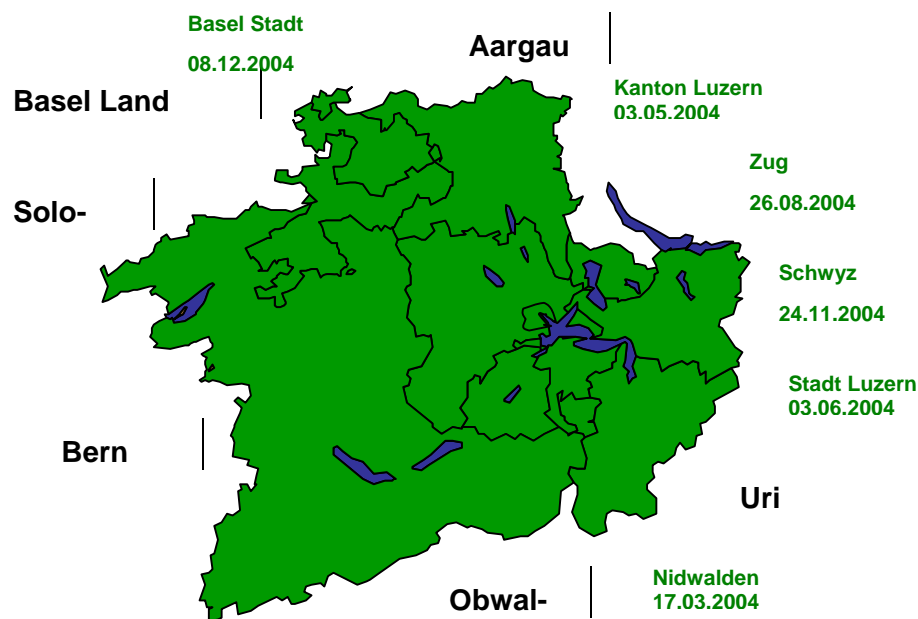 Basel Stadt
08.12.2004
Aargau
Basel Land
Kanton Luzern
03.05.2004
Zug
26.08.2004
Solo-
Schwyz
24.11.2004
Stadt Luzern
03.06.2004
Bern
Uri
Nidwalden
17.03.2004
Obwal-